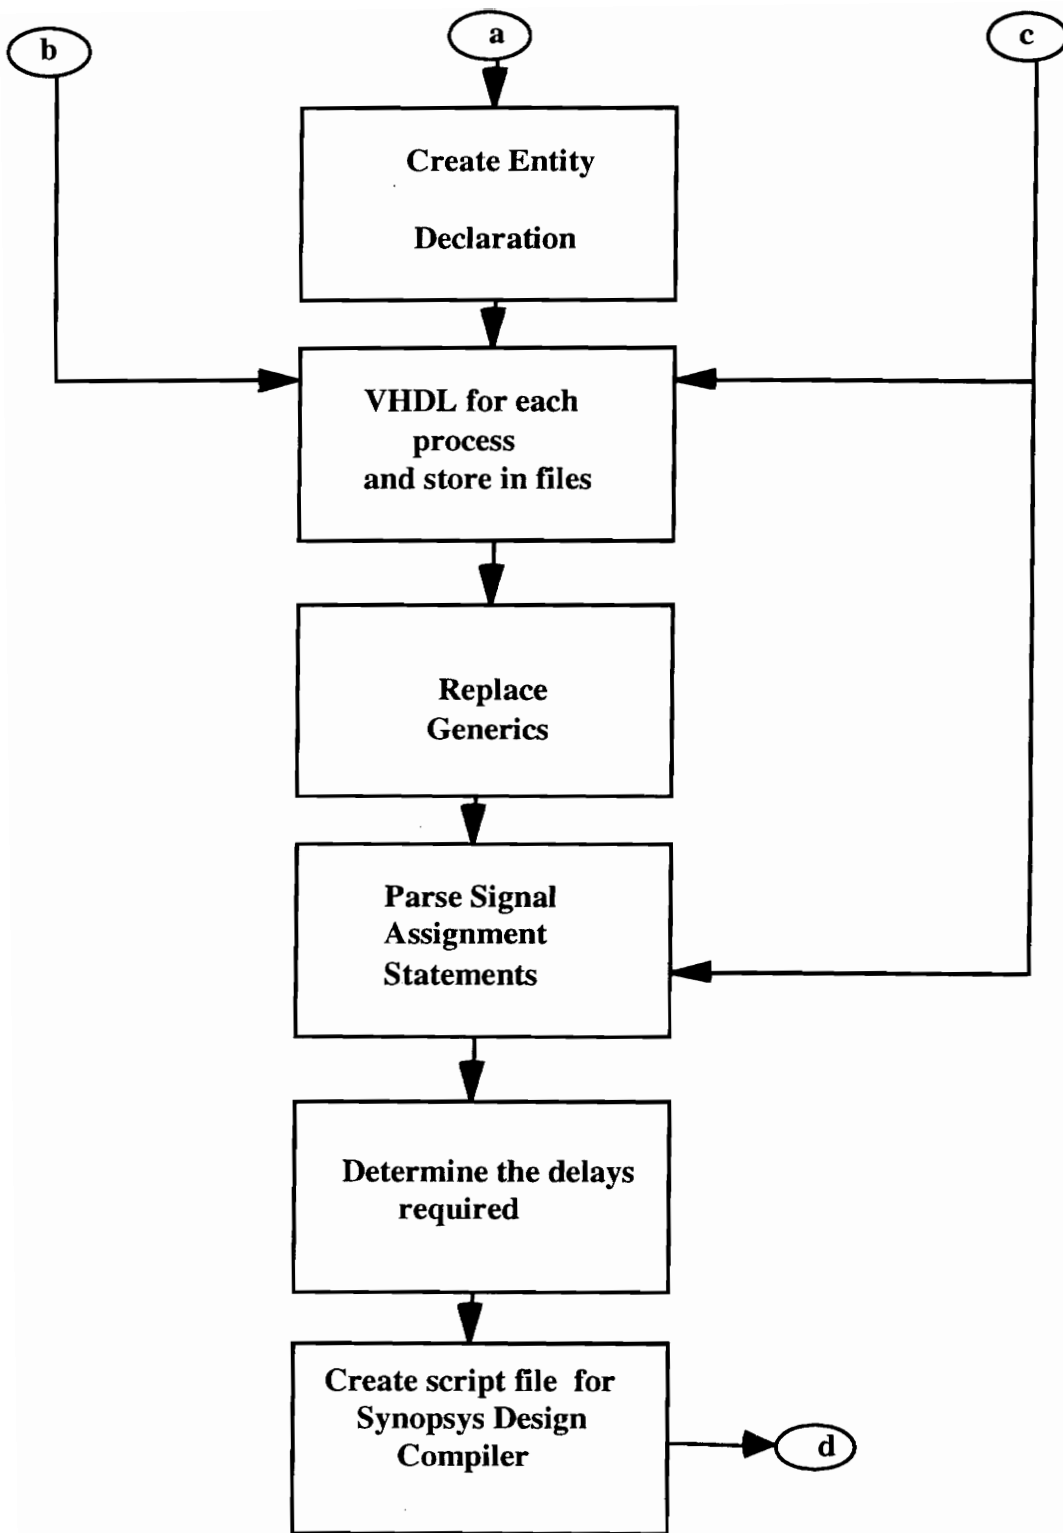 b
a
c
Create Entity
Declaration
VHDL for each
process
and store in files
Replace
Generics
Parse Signal
Assignment
Statements
Determine the delays
required
Create script file for
Synopsys Design
Compiler
d